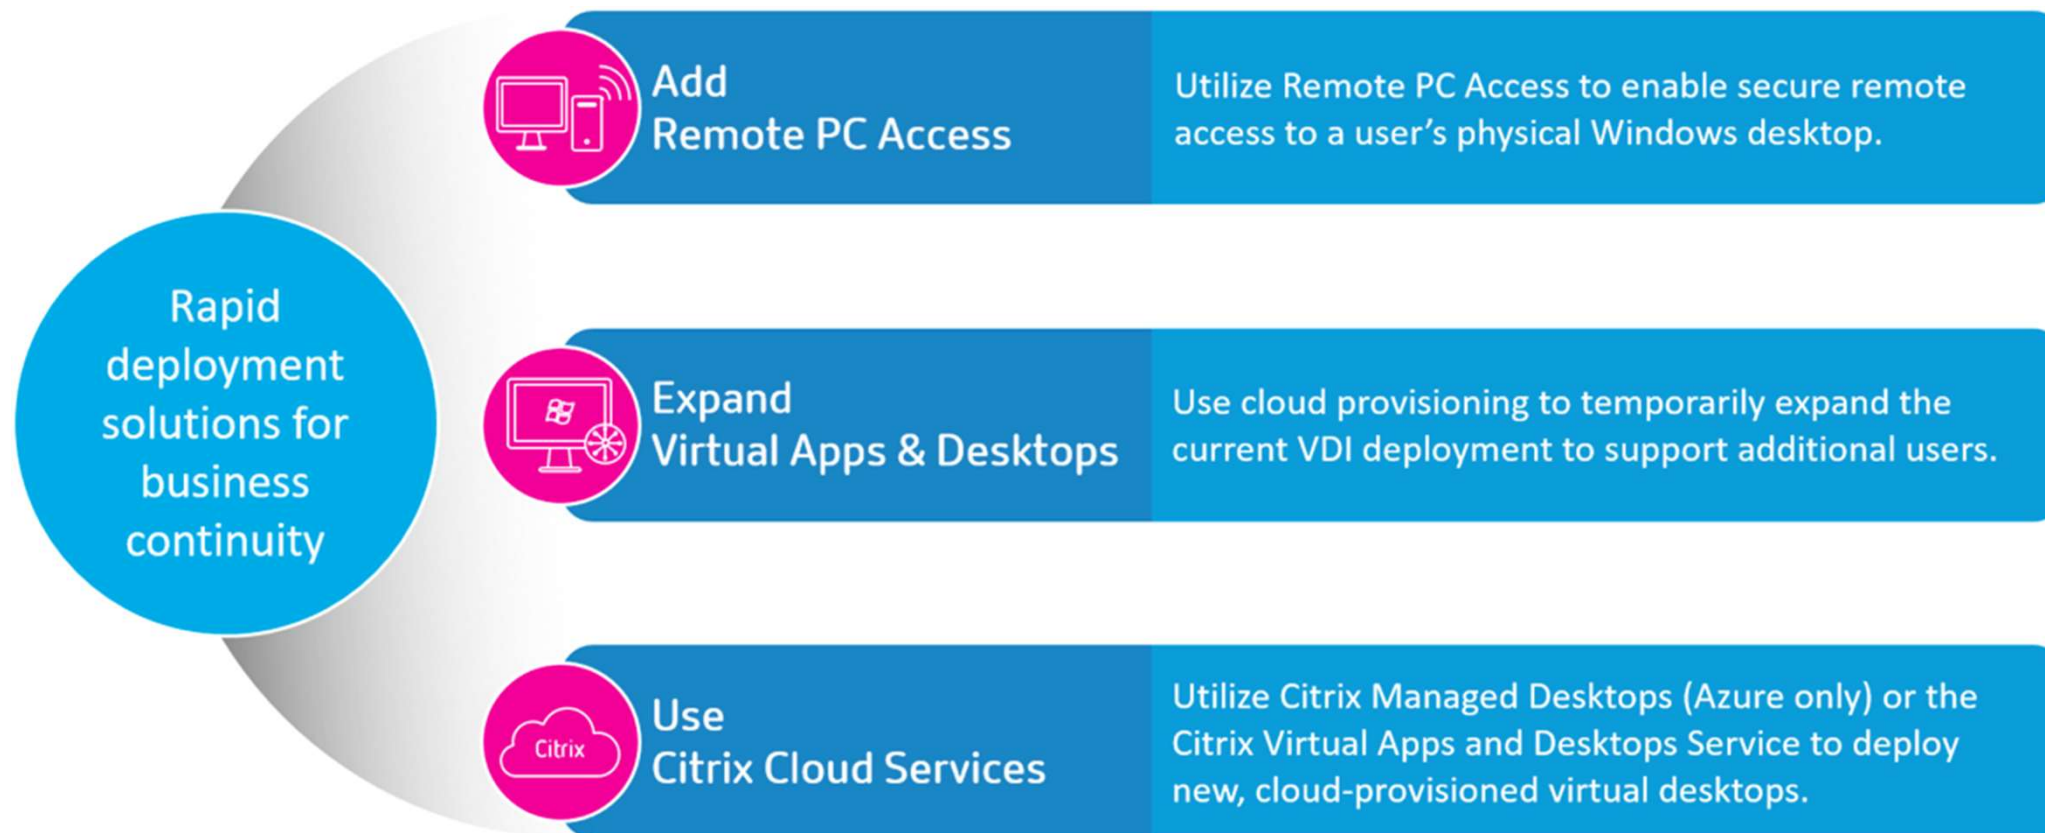 Rapid
deployment
solutions for
business
continuity
Add
Remote PC Access
Utilize Remote PC Access to enable secure remote
access to a user's physical Windows desktop.
Expand
Virtual Apps & Desktops
Use cloud provisioning to temporarily expand the
current VDI deployment to support additional users.
Citrix
Use
Citrix Cloud Services
Utilize Citrix Managed Desktops (Azure only) or the
Citrix Virtual Apps and Desktops Service to deploy
new, cloud-provisioned virtual desktops.